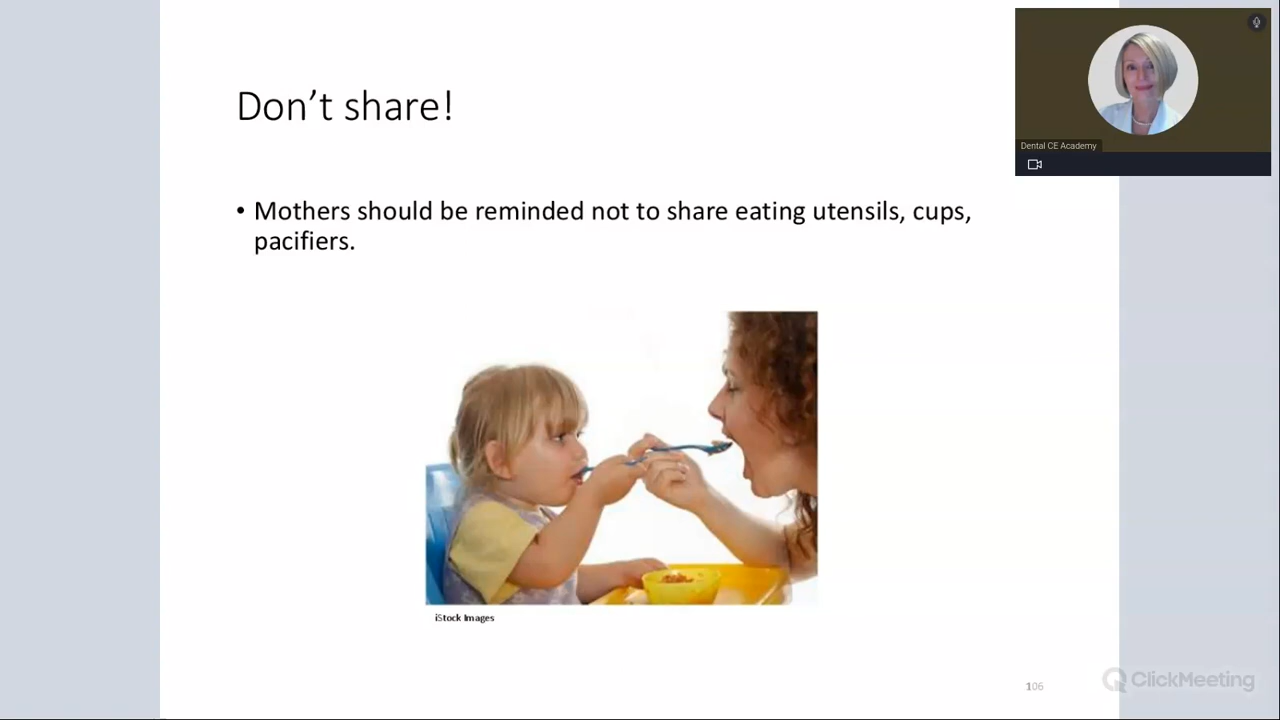 Don’t share!
Dental CE Academy
• Mothers should be reminded not to share eating utensils, cups,
pacifiers.
iStock Images
106
ClickMeeting